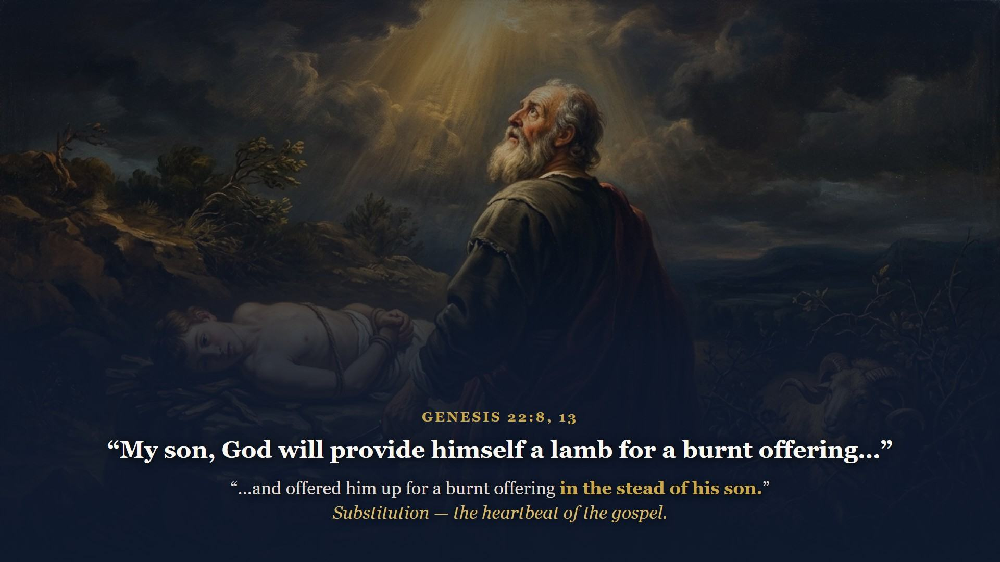 GENESIS 22:8, 13
“My son, God will provide himself a lamb for a burnt offering...”
“...and offered him up for a burnt offering in the stead of his son.”
Substitution — the heartbeat of the gospel.